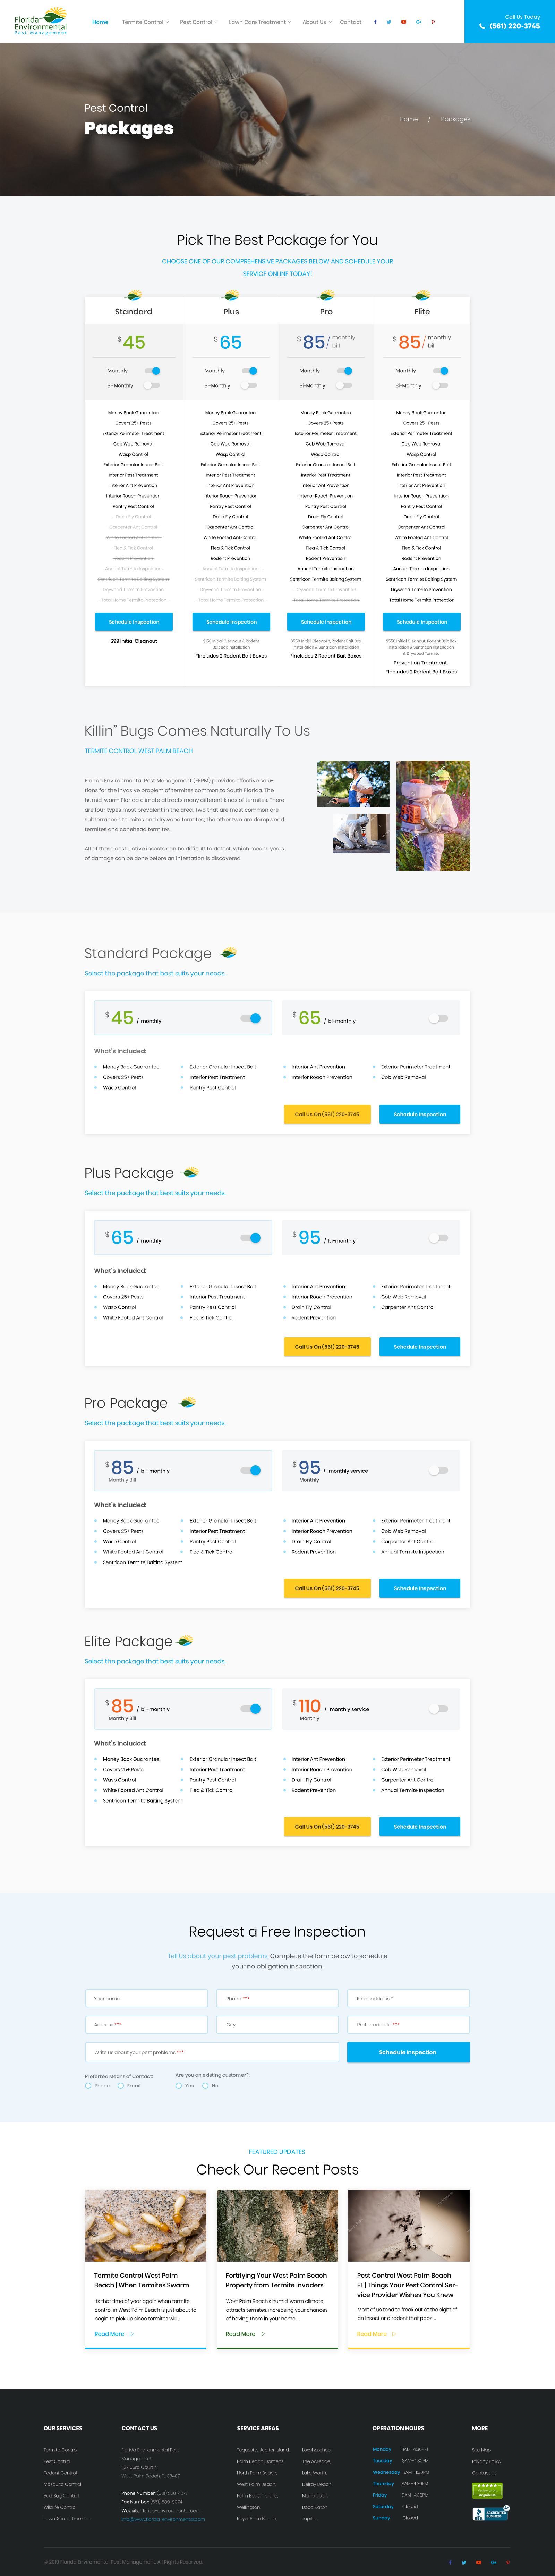 Florida
Environmental
Pest Management
Home
Termite Control
Pest Control
Lawn Care Treatment
About Us
Contact
Call Us Today
(561) 220-3745
Pest Control
Packages
Home / Packages
Pick The Best Package for You
CHOOSE ONE OF OUR COMPREHENSIVE PACKAGES BELOW AND SCHEDULE YOUR
SERVICE ONLINE TODAY!
Standard
$45
Monthly
Bi-Monthly
Money Back Guarantee
Covers 25+ Pests
Exterior Perimeter Treatment
Cob Web Removal
Wasp Control
Exterior Granular Insect Bait
Interior Pest Treatment
Interior Ant Prevention
Interior Roach Prevention
Pantry Pest Control
Drain Fly Control
Carpenter Ant Control
White Footed Ant Control
Flea & Tick Control
Rodent Prevention
Annual Termite Inspection
Sentricon Termite Baiting System
Drywood Termite Prevention
Total Home Termite Protection
Schedule Inspection
$99 Initial Cleanout
Plus
$65
Monthly
Bi-Monthly
Money Back Guarantee
Covers 25+ Pests
Exterior Perimeter Treatment
Cob Web Removal
Wasp Control
Exterior Granular Insect Bait
Interior Pest Treatment
Interior Ant Prevention
Interior Roach Prevention
Pantry Pest Control
Drain Fly Control
Carpenter Ant Control
White Footed Ant Control
Flea & Tick Control
Rodent Prevention
Annual Termite Inspection
Sentricon Termite Baiting System
Drywood Termite Prevention
Total Home Termite Protection
Schedule Inspection
Initial Cleanout & Rodent
Bait Box Installation
*Includes 2 Rodent Bait Boxes
Pro
$85/ monthly
bill
Monthly
Bi-Monthly
Money Back Guarantee
Covers 25+ Pests
Exterior Perimeter Treatment
Cob Web Removal
Wasp Control
Exterior Granular Insect Bait
Interior Pest Treatment
Interior Ant Prevention
Interior Roach Prevention
Pantry Pest Control
Drain Fly Control
Carpenter Ant Control
White Footed Ant Control
Flea & Tick Control
Rodent Prevention
Annual Termite Inspection
Sentricon Termite Baiting System
Drywood Termite Prevention
Total Home Termite Protection
Schedule Inspection
Initial Cleanout, Rodent Bait Box
Installation & Sentricon Installation
*Includes 2 Rodent Bait Boxes
Elite
$85/ monthly
bill
Monthly
Bi-Monthly
Money Back Guarantee
Covers 25+ Pests
Exterior Perimeter Treatment
Cob Web Removal
Wasp Control
Exterior Granular Insect Bait
Interior Pest Treatment
Interior Ant Prevention
Interior Roach Prevention
Pantry Pest Control
Drain Fly Control
Carpenter Ant Control
White Footed Ant Control
Flea & Tick Control
Rodent Prevention
Annual Termite Inspection
Sentricon Termite Baiting System
Drywood Termite Prevention
Total Home Termite Protection
Schedule Inspection
Initial Cleanout, Rodent Bait Box
Installation & Sentricon Installation
& Drywood Termite
Prevention Treatment.
*Includes 2 Rodent Bait Boxes
Killin” Bugs Comes Naturally To Us
TERMITE CONTROL WEST PALM BEACH
Florida Environmental Pest Management (FEPM) provides effective solu-
tions for the invasive problem of termites common to South Florida. The
humid, warm Florida climate attracts many different kinds of termites. There
are four types most prevalent in the area. Two that are most common are
subterranean termites and drywood termites; the other two are dampwood
termites and conehead termites.
All of these destructive insects can be difficult to detect, which means years
of damage can be done before an infestation is discovered.
Standard Package
Select the package that best suits your needs.
$45 / monthly
$65 / bi-monthly
What's Included:
Money Back Guarantee
Covers 25+ Pests
Wasp Control
Exterior Granular Insect Bait
Interior Pest Treatment
Pantry Pest Control
Interior Ant Prevention
Interior Roach Prevention
Exterior Perimeter Treatment
Cob Web Removal
Call Us On (561) 220-3745
Schedule Inspection
Plus Package
Select the package that best suits your needs.
$65 / monthly
$95 / bi-monthly
What's Included:
Money Back Guarantee
Covers 25+ Pests
Wasp Control
White Footed Ant Control
Exterior Granular Insect Bait
Interior Pest Treatment
Pantry Pest Control
Flea & Tick Control
Interior Ant Prevention
Interior Roach Prevention
Drain Fly Control
Rodent Prevention
Exterior Perimeter Treatment
Cob Web Removal
Carpenter Ant Control
Call Us On (561) 220-3745
Schedule Inspection
Pro Package
Select the package that best suits your needs.
$85 / bi-monthly
Monthly Bill
$95 / monthly service
Monthly
What's Included:
Money Back Guarantee
Covers 25+ Pests
Wasp Control
White Footed Ant Control
Sentricon Termite Baiting System
Exterior Granular Insect Bait
Interior Pest Treatment
Pantry Pest Control
Flea & Tick Control
Interior Ant Prevention
Interior Roach Prevention
Drain Fly Control
Rodent Prevention
Exterior Perimeter Treatment
Cob Web Removal
Carpenter Ant Control
Annual Termite Inspection
Call Us On (561) 220-3745
Schedule Inspection
Elite Package
Select the package that best suits your needs.
$85 / bi-monthly
Monthly Bill
$110 / monthly service
Monthly
What's Included:
Money Back Guarantee
Covers 25+ Pests
Wasp Control
White Footed Ant Control
Sentricon Termite Baiting System
Exterior Granular Insect Bait
Interior Pest Treatment
Pantry Pest Control
Flea & Tick Control
Interior Ant Prevention
Interior Roach Prevention
Drain Fly Control
Rodent Prevention
Exterior Perimeter Treatment
Cob Web Removal
Carpenter Ant Control
Annual Termite Inspection
Call Us On (561) 220-3745
Schedule Inspection
Request a Free Inspection
Tell Us about your pest problems. Complete the form below to schedule
your no obligation inspection.
Your name
Phone ***
Email address *
Address ***
City
Preferred date ***
Write us about your pest problems ***
Schedule Inspection
Preferred Means of Contact:
Phone
Email
Are you an existing customer?:
Yes
No
FEATURED UPDATES
Check Our Recent Posts
Termite Control West Palm
Beach | When Termites Swarm
Its that time of year again when termite
control in West Palm Beach is just about to
begin to pick up since termites will...
Read More
Fortifying Your West Palm Beach
Property from Termite Invaders
West Palm Beach's humid, warm climate
attracts termites, increasing your chances
of having them in your home...
Read More
Pest Control West Palm Beach
FL | Things Your Pest Control Ser-
vice Provider Wishes You Knew
Most of us tend to freak out at the sight of
an insect or a rodent that pops ...
Read More
OUR SERVICES
Termite Control
Pest Control
Rodent Control
Mosquito Control
Bed Bug Control
Wildlife Control
Lawn, Shrub, Tree Car
CONTACT US
Florida Environmental Pest
Management
West Palm Beach, FL 33407
Phone Number:
Fax Number:
Website:
SERVICE AREAS
Tequesta, Jupiter Island,
Palm Beach Gardens,
North Palm Beach,
West Palm Beach,
Palm Beach Island,
Wellington,
Royal Palm Beach,
Loxahatchee,
The Acreage,
Lake Worth,
Delray Beach,
Manalapan,
Boca Raton
Jupiter.
OPERATION HOURS
Monday 8AM-4:30PM
Tuesday 8AM-4:30PM
Wednesday 8AM-4:30PM
Thursday 8AM-4:30PM
Friday 8AM-4:30PM
Saturday Closed
Sunday Closed
MORE
Site Map
Privacy Policy
Contact Us
ACCREDITED
BUSINESS
Florida Environmental Pest Management. All Rights Reserved.